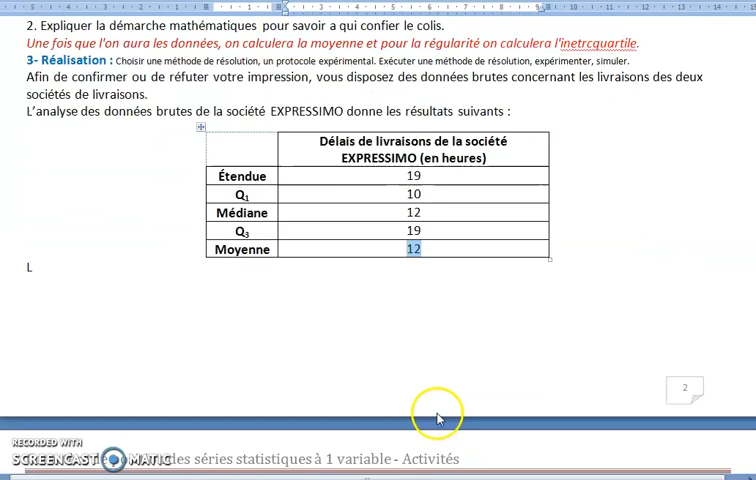 2. Expliquer la démarche mathématiques pour savoir a qui confier le colis.
Une fois que l'on aura les données, on calculera la moyenne et pour la régularité on calculera l'inetrcquartile.
3- Réalisation : Choisir une méthode de résolution, un protocole expérimental. Exécuter une méthode de résolution, expérimenter, simuler.
Afin de confirmer ou de réfuter votre impression, vous disposez des données brutes concernant les livraisons des deux
sociétés de livraisons.
L'analyse des données brutes de la société EXPRESSIMO donne les résultats suivants :
Délais de livraisons de la société
EXPRESSIMO (en heures)
Étendue 19
Q1 10
Médiane 12
Q3 19
Moyenne 12
L
2
RECORDED WITH
SCREENCAST MATIC
des séries statistiques à 1 variable - Activités